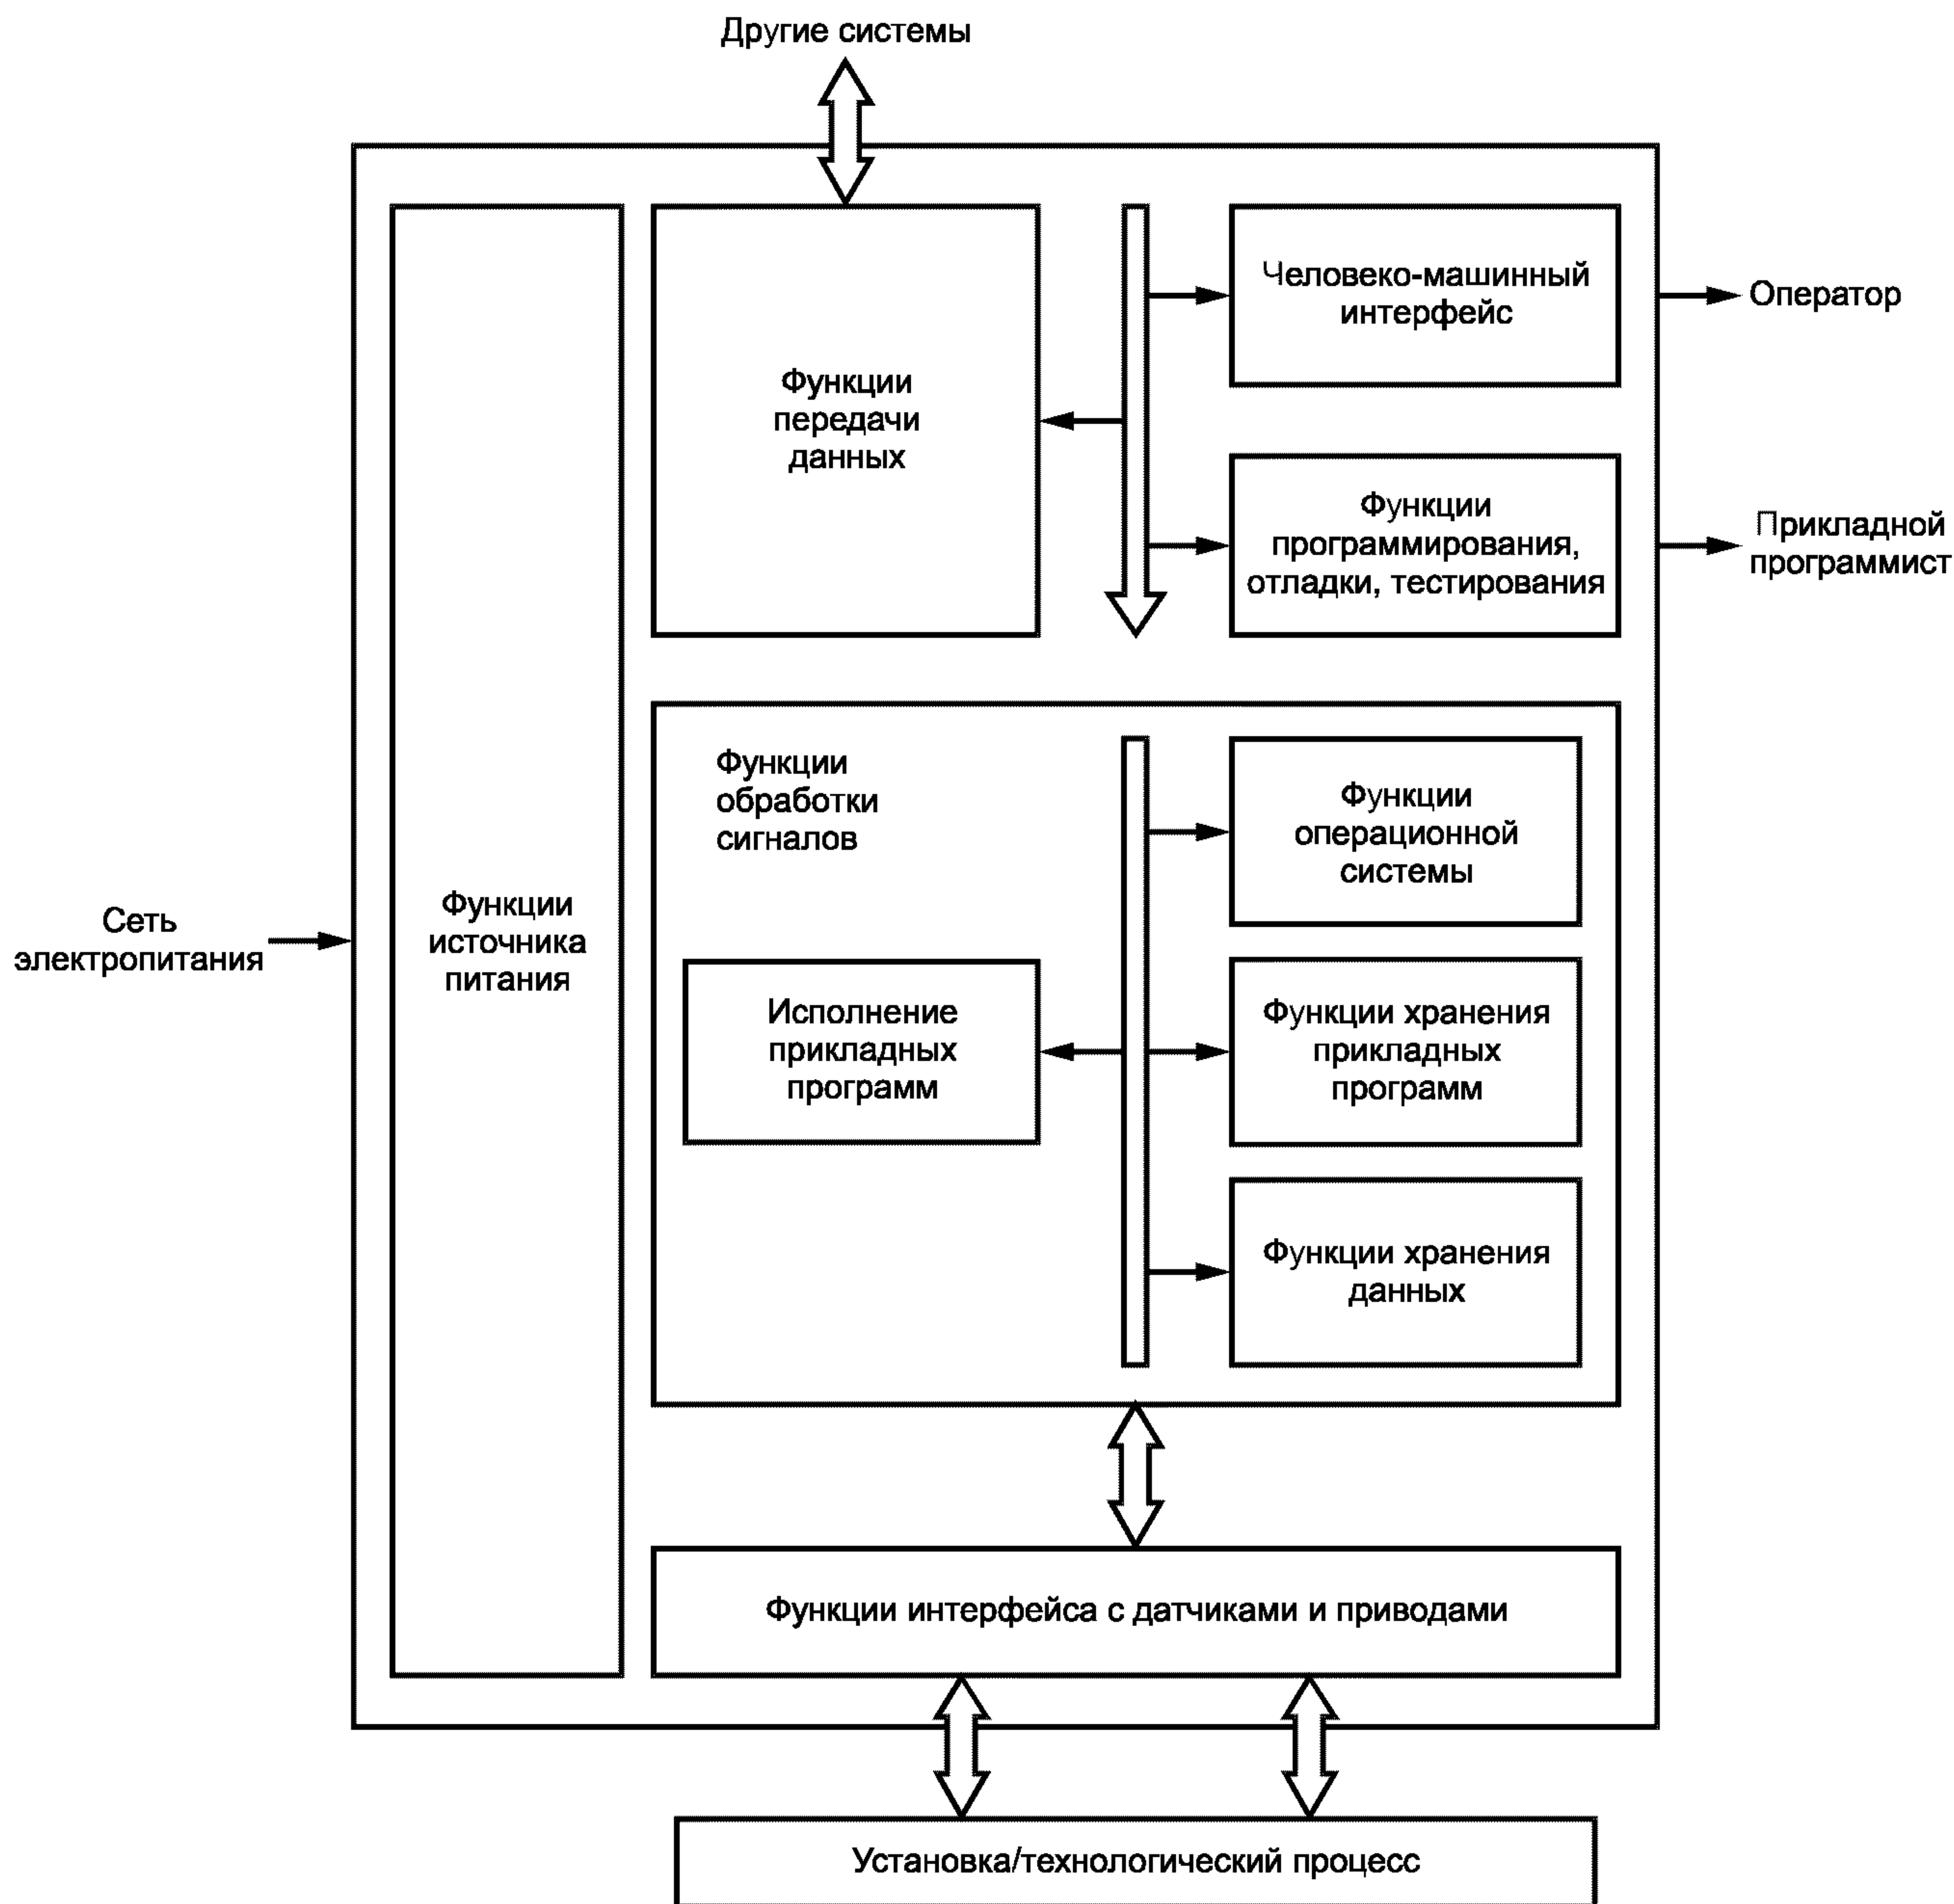 Другие системы
Человеко-машинный
интерфейс
Оператор
Функции
передачи
данных
Функции
программирования,
отладки, тестирования
Прикладной
программист
Функции
обработки
сигналов
Функции
операционной
системы
Сеть
электропитания
Функции
источника
питания
Исполнение
прикладных
программ
Функции хранения
прикладных
программ
Функции хранения
данных
Функции интерфейса с датчиками и приводами
Установка/технологический процесс